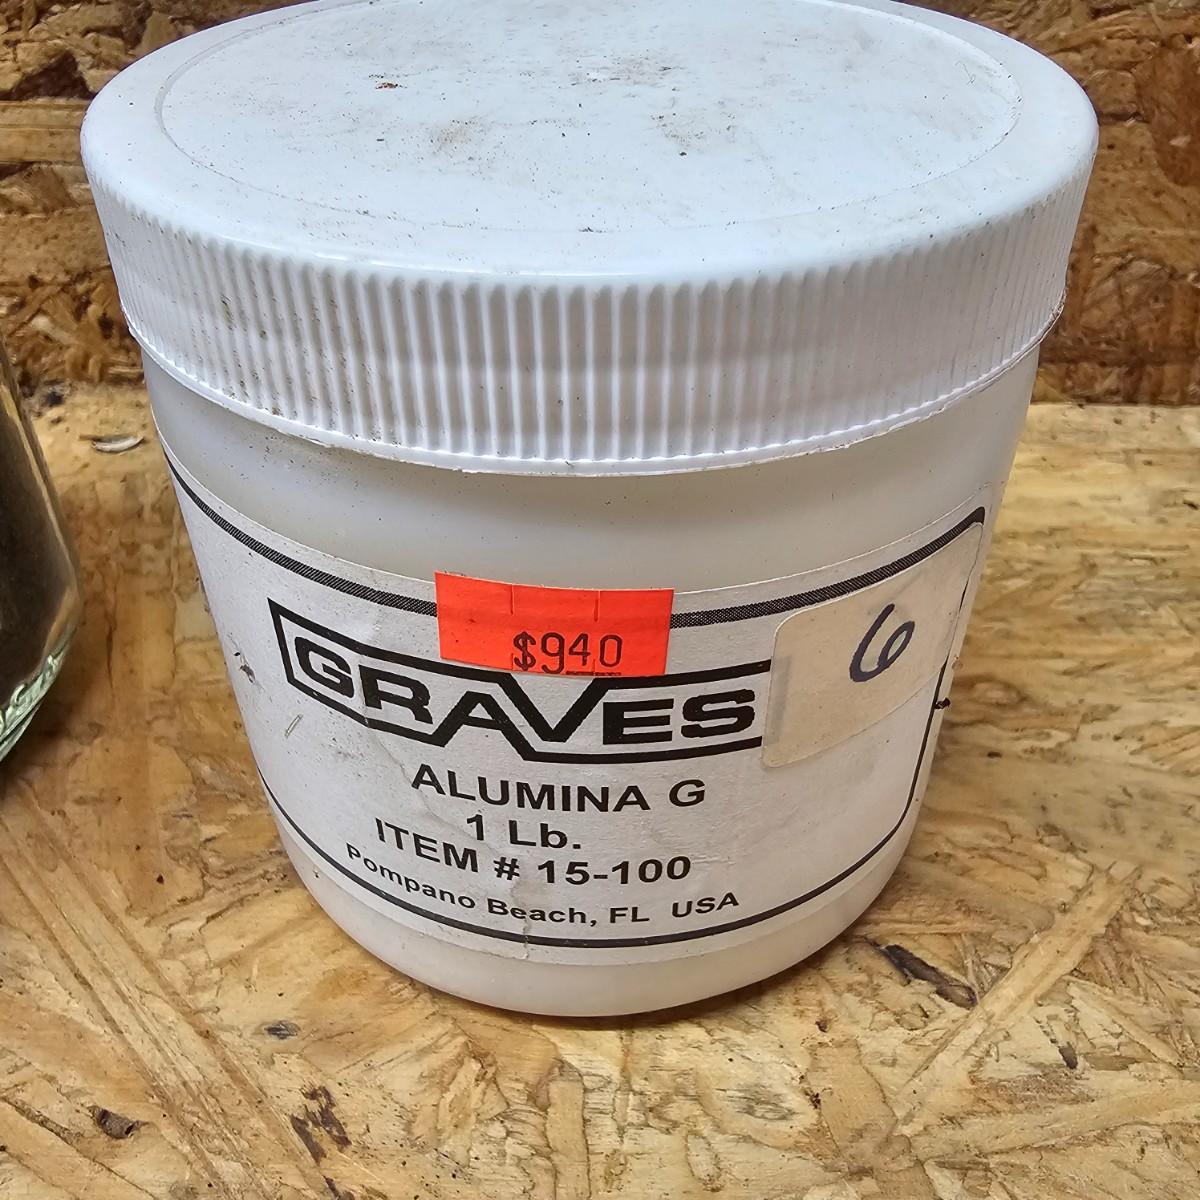 $940
6
GRAVES
ALUMINA G
1 Lb.
ITEM # 15-100
Pompano Beach, FL USA